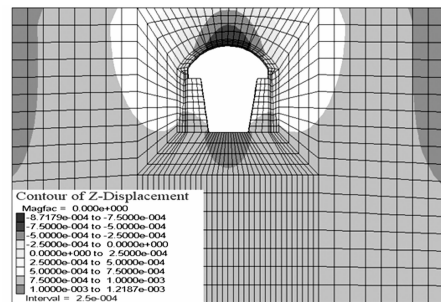 Contour of Z-Displacement
Magfac = 0.000e+000
-8.7179e-004 to -7.5000e-004
-7.5000e-004 to -5.0000e-004
-5.0000e-004 to -2.5000e-004
-2.5000e-004 to 0.0000e+000
0.0000e+000 to 2.5000e-004
2.5000e-004 to 5.0000e-004
5.0000e-004 to 7.5000e-004
7.5000e-004 to 1.0000e-003
1.0000e-003 to 1.2187e-003
Interval = 2.5e-004